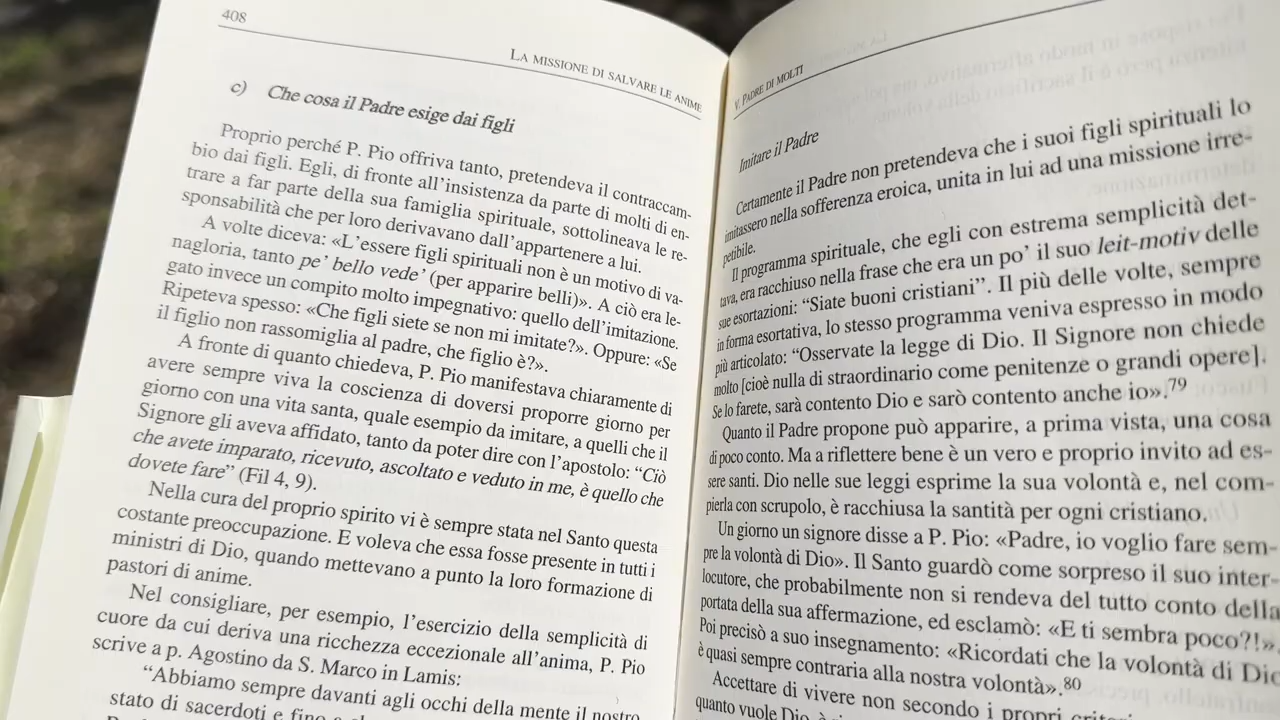 408
LA MISSIONE DI SALVARE LE ANIME
c) Che cosa il Padre esige dai figli
Proprio perché P. Pio offriva tanto, pretendeva il contraccam-
bio dai figli. Egli, di fronte all'insistenza da parte di molti di en-
trare a far parte della sua famiglia spirituale, sottolineava le re-
sponsabilità che per loro derivavano dall'appartenere a lui.
A volte diceva: «L'essere figli spirituali non è un motivo di va-
nagloria, tanto pe' bello vede' (per apparire belli)». A ciò era le-
gato invece un compito molto impegnativo: quello dell'imitazione.
Ripeteva spesso: «Che figli siete se non mi imitate?». Oppure: «Se
il figlio non rassomiglia al padre, che figlio è?».
A fronte di quanto chiedeva, P. Pio manifestava chiaramente di
avere sempre viva la coscienza di doversi proporre giorno per
giorno con una vita santa, quale esempio da imitare, a quelli che il
Signore gli aveva affidato, tanto da poter dire con l'apostolo: “Ciò
che avete imparato, ricevuto, ascoltato e veduto in me, è quello che
dovete fare” (Fil 4, 9).
Nella cura del proprio spirito vi è sempre stata nel Santo questa
costante preoccupazione. E voleva che essa fosse presente in tutti i
ministri di Dio, quando mettevano a punto la loro formazione di
pastori di anime.
Nel consigliare, per esempio, l'esercizio della semplicità di
cuore da cui deriva una ricchezza eccezionale all'anima, P. Pio
scrive a p. Agostino da S. Marco in Lamis:
“Abbiamo sempre davanti agli occhi della mente il nostro
stato di sacerdoti e fino a
V. PADRE DI MOLTI
Imitare il Padre
Certamente il Padre non pretendeva che i suoi figli spirituali lo
imitassero nella sofferenza eroica, unita in lui ad una missione irre-
petibile.
Il programma spirituale, che egli con estrema semplicità det-
tava, era racchiuso nella frase che era un po' il suo leit-motiv delle
sue esortazioni: “Siate buoni cristiani”. Il più delle volte, sempre
in forma esortativa, lo stesso programma veniva espresso in modo
più articolato: “Osservate la legge di Dio. Il Signore non chiede
molto [cioè nulla di straordinario come penitenze o grandi opere].
Se lo farete, sarà contento Dio e sarò contento anche io».79
Quanto il Padre propone può apparire, a prima vista, una cosa
di poco conto. Ma a riflettere bene è un vero e proprio invito ad es-
sere santi. Dio nelle sue leggi esprime la sua volontà e, nel com-
pierla con scrupolo, è racchiusa la santità per ogni cristiano.
Un giorno un signore disse a P. Pio: «Padre, io voglio fare sem-
pre la volontà di Dio». Il Santo guardò come sorpreso il suo inter-
locutore, che probabilmente non si rendeva del tutto conto della
portata della sua affermazione, ed esclamò: «E ti sembra poco?!».
Poi precisò a suo insegnamento: «Ricordati che la volontà di Dio
è quasi sempre contraria alla nostra volontà».80
Accettare di vivere non secondo i propri
quanto vuole Dio, è